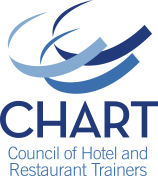 CHART
Council of Hotel and
Restaurant Trainers